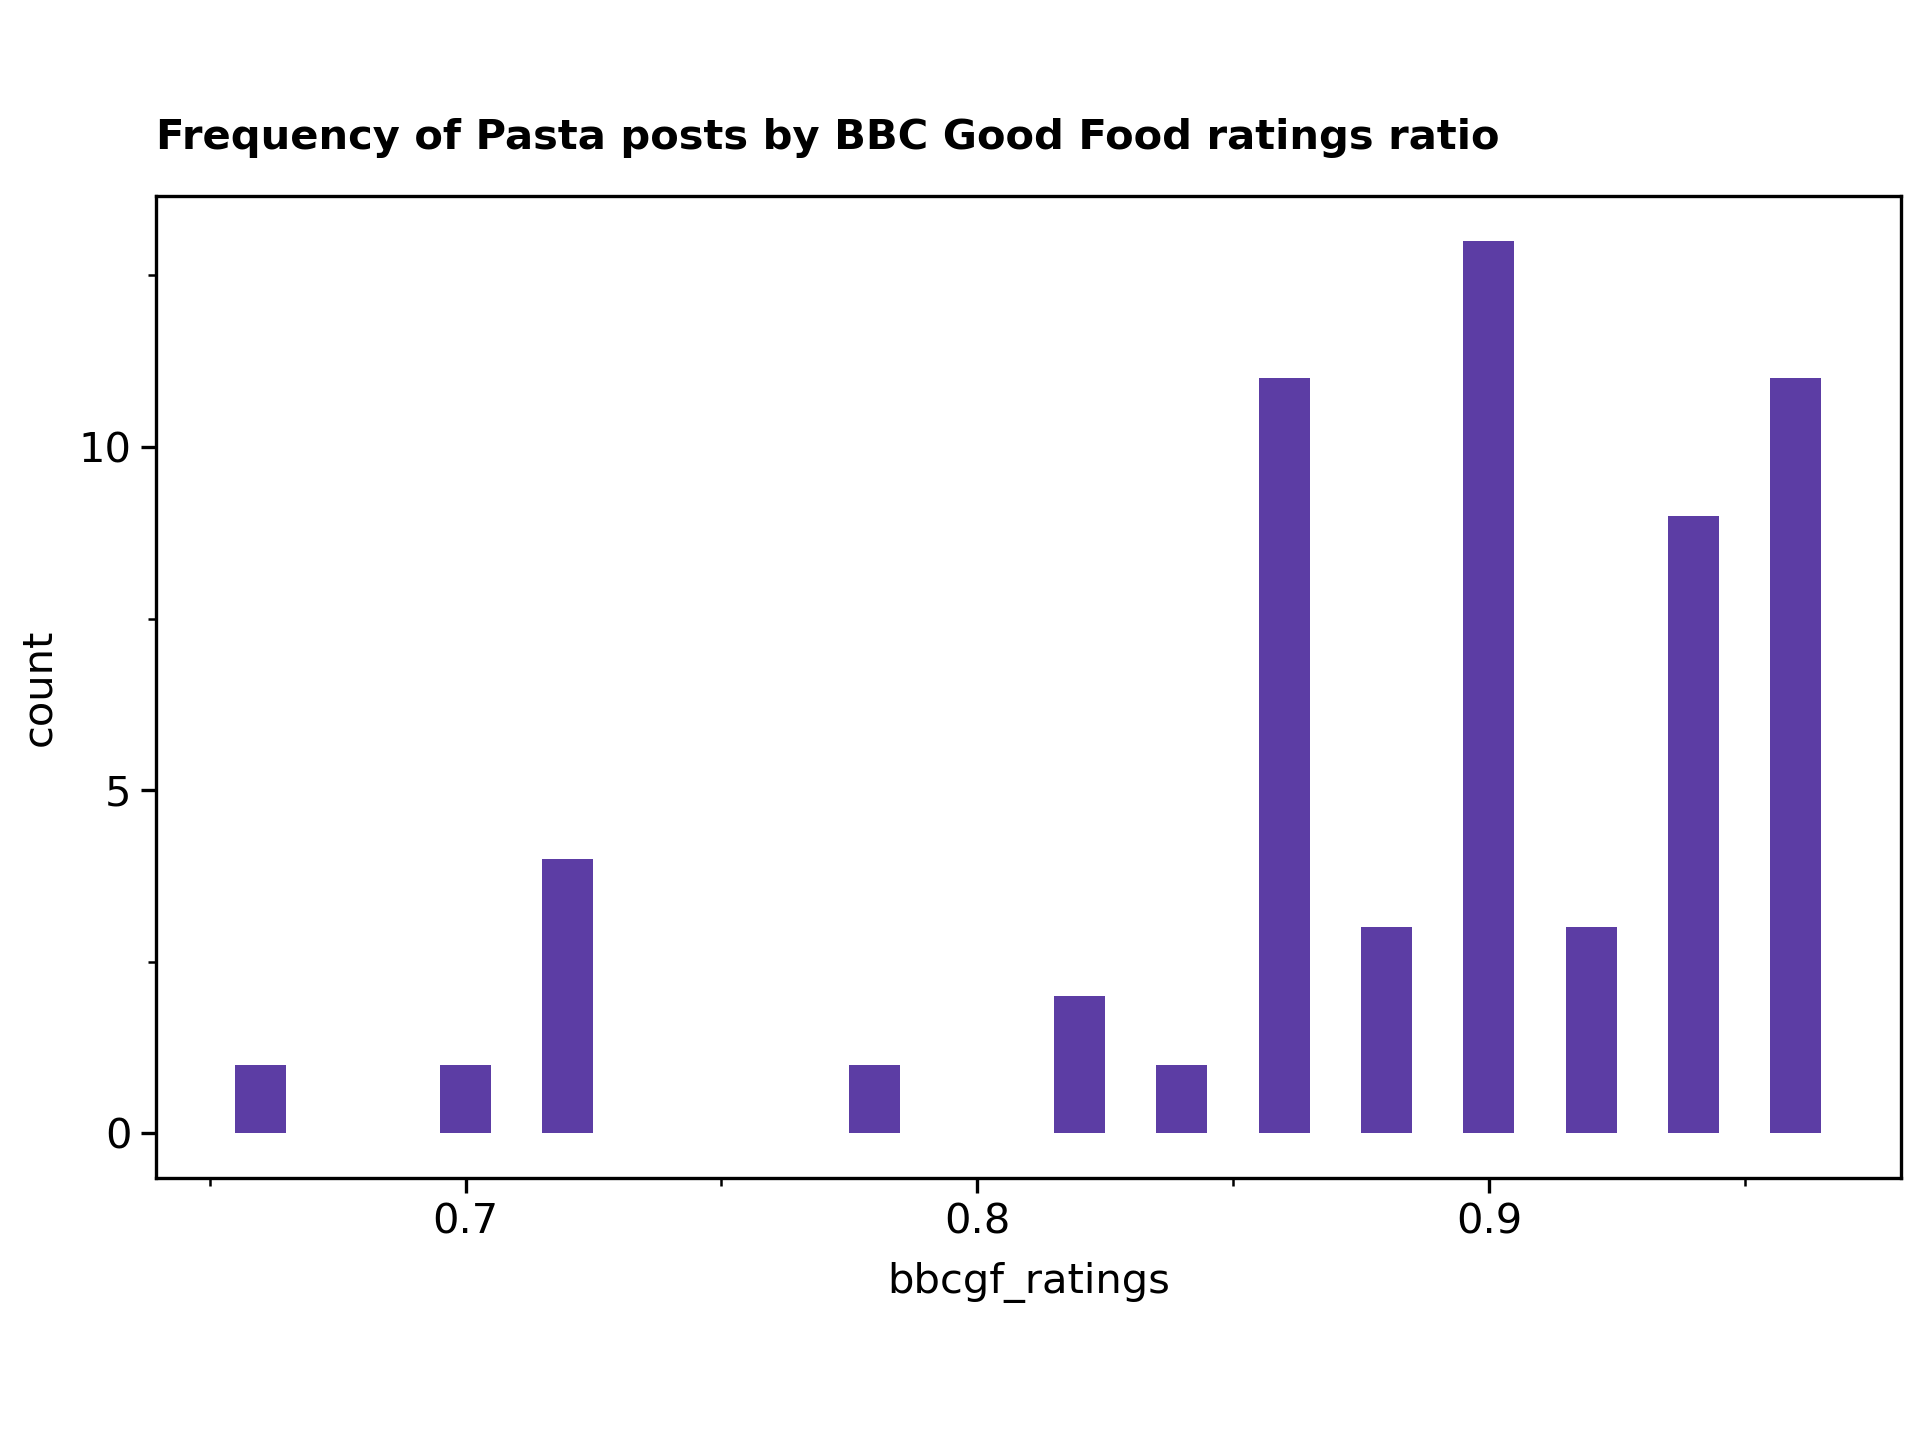 Frequency of Pasta posts by BBC Good Food ratings ratio
count
10
5
0
0.7 0.8 0.9
bbcgf_ratings